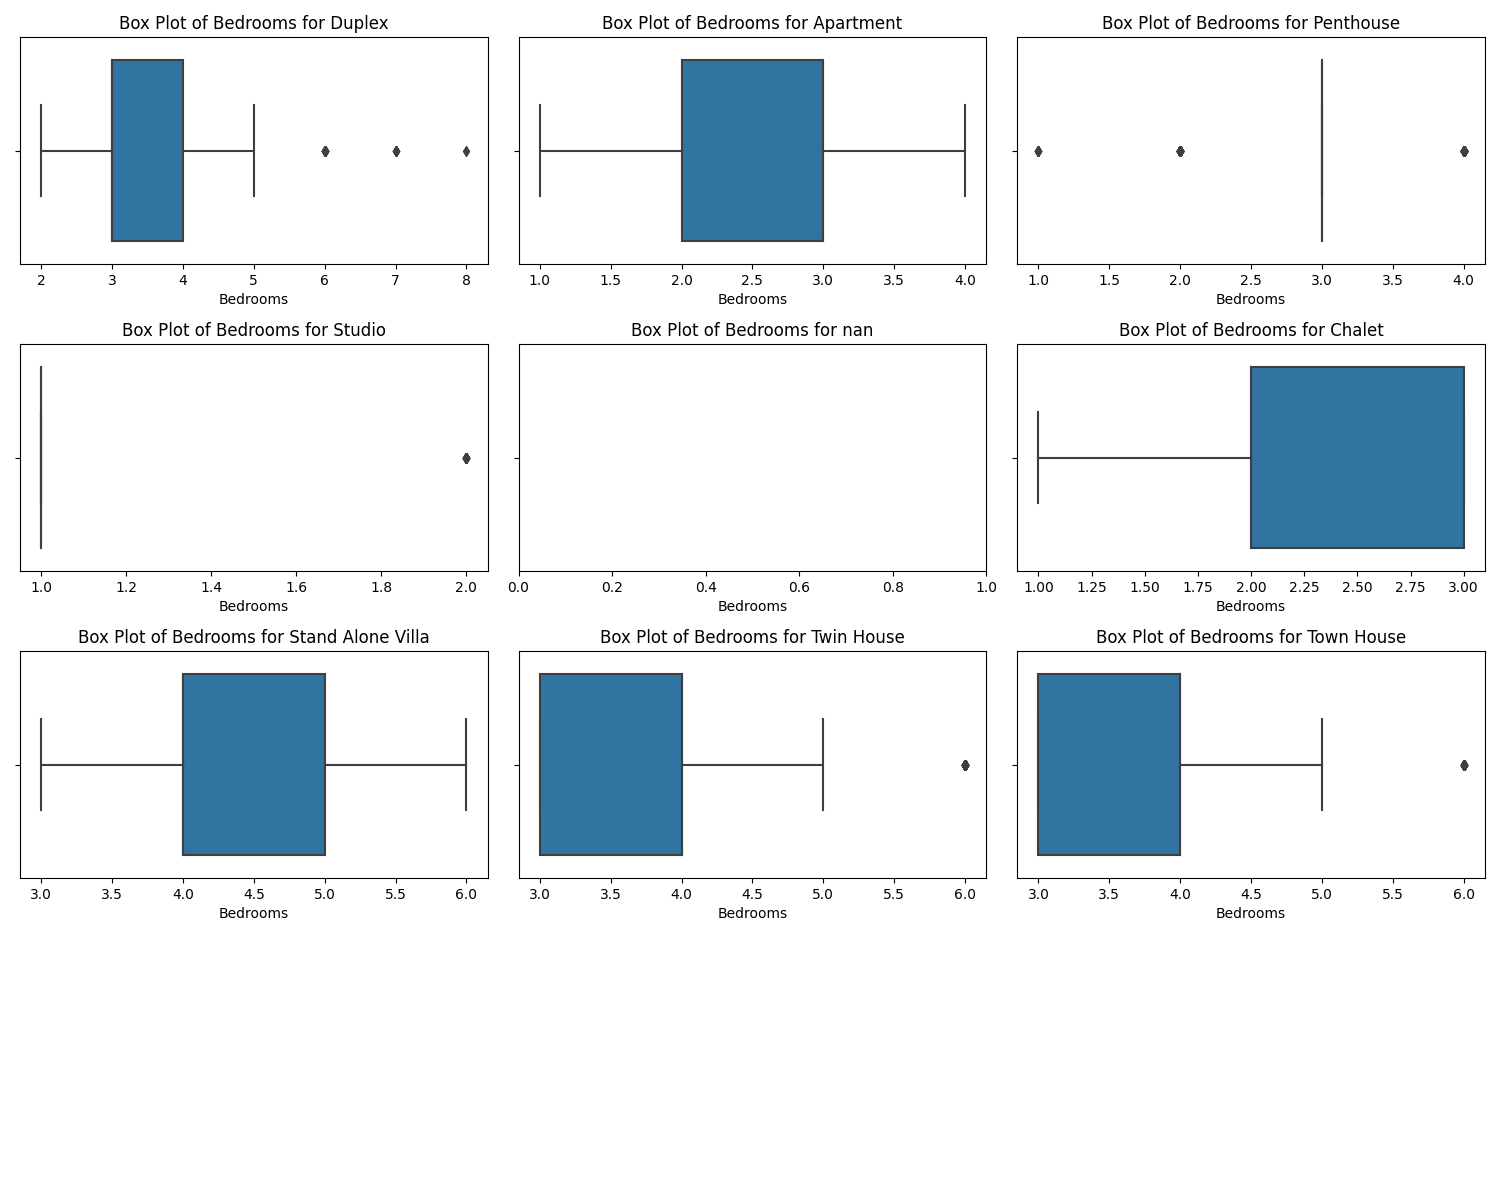 Box Plot of Bedrooms for Duplex
2 3 4 5 6 7 8
Bedrooms
Box Plot of Bedrooms for Apartment
1.0 1.5 2.0 2.5 3.0 3.5 4.0
Bedrooms
Box Plot of Bedrooms for Penthouse
1.0 1.5 2.0 2.5 3.0 3.5 4.0
Bedrooms
Box Plot of Bedrooms for Studio
1.0 1.2 1.4 1.6 1.8 2.0
Bedrooms
Box Plot of Bedrooms for nan
0.0 0.2 0.4 0.6 0.8 1.0
Bedrooms
Box Plot of Bedrooms for Chalet
1.00 1.25 1.50 1.75 2.00 2.25 2.50 2.75 3.00
Bedrooms
Box Plot of Bedrooms for Stand Alone Villa
3.0 3.5 4.0 4.5 5.0 5.5 6.0
Bedrooms
Box Plot of Bedrooms for Twin House
3.0 3.5 4.0 4.5 5.0 5.5 6.0
Bedrooms
Box Plot of Bedrooms for Town House
3.0 3.5 4.0 4.5 5.0 5.5 6.0
Bedrooms